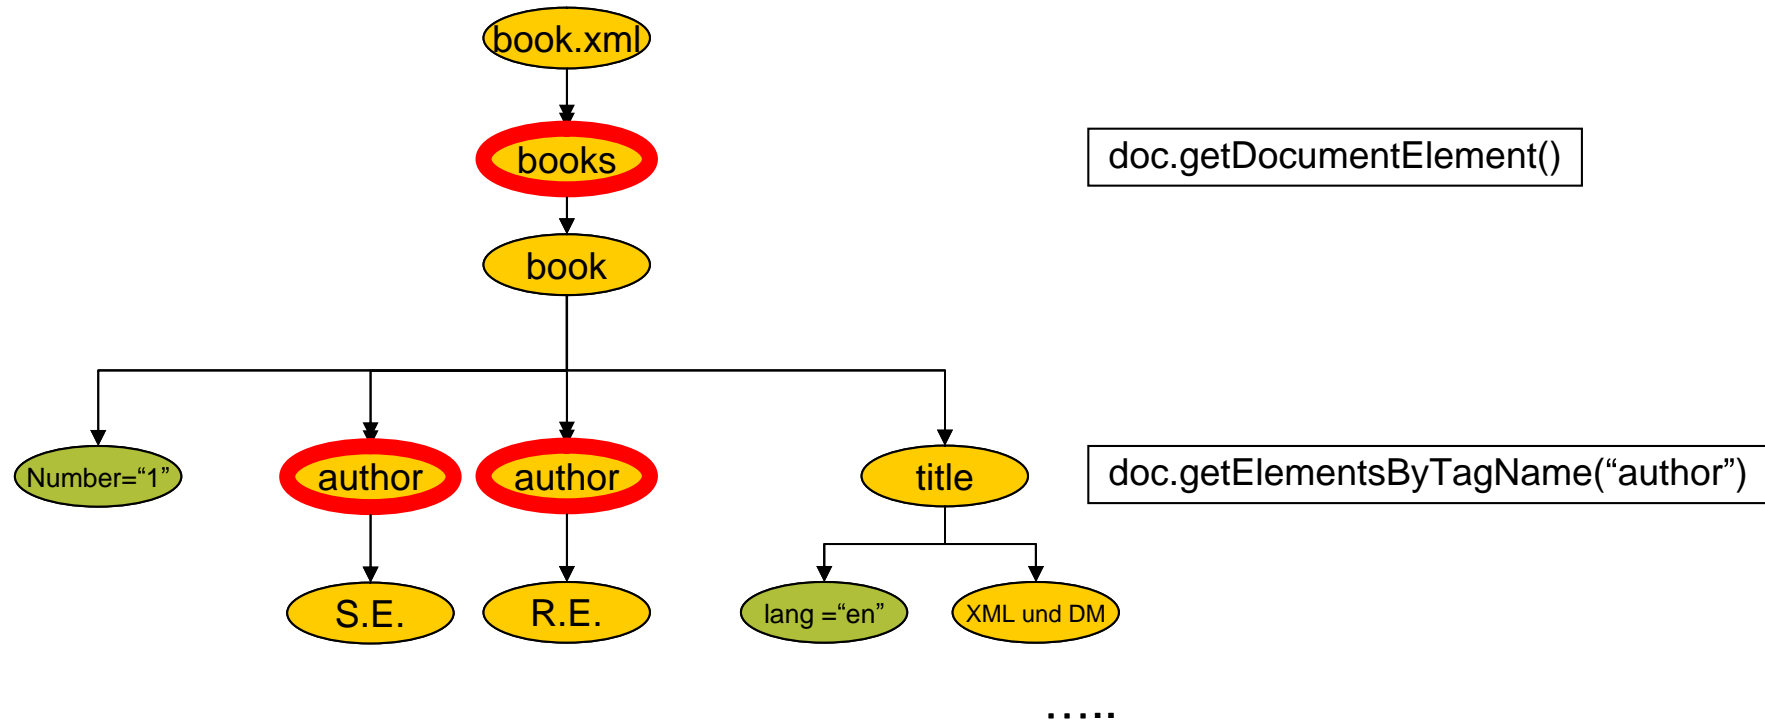 book.xml
books
doc.getDocumentElement()
book
Number=“1”
author
author
title
doc.getElementsByTagName(“author”)
S.E.
R.E.
lang =“en”
XML und DM
…..